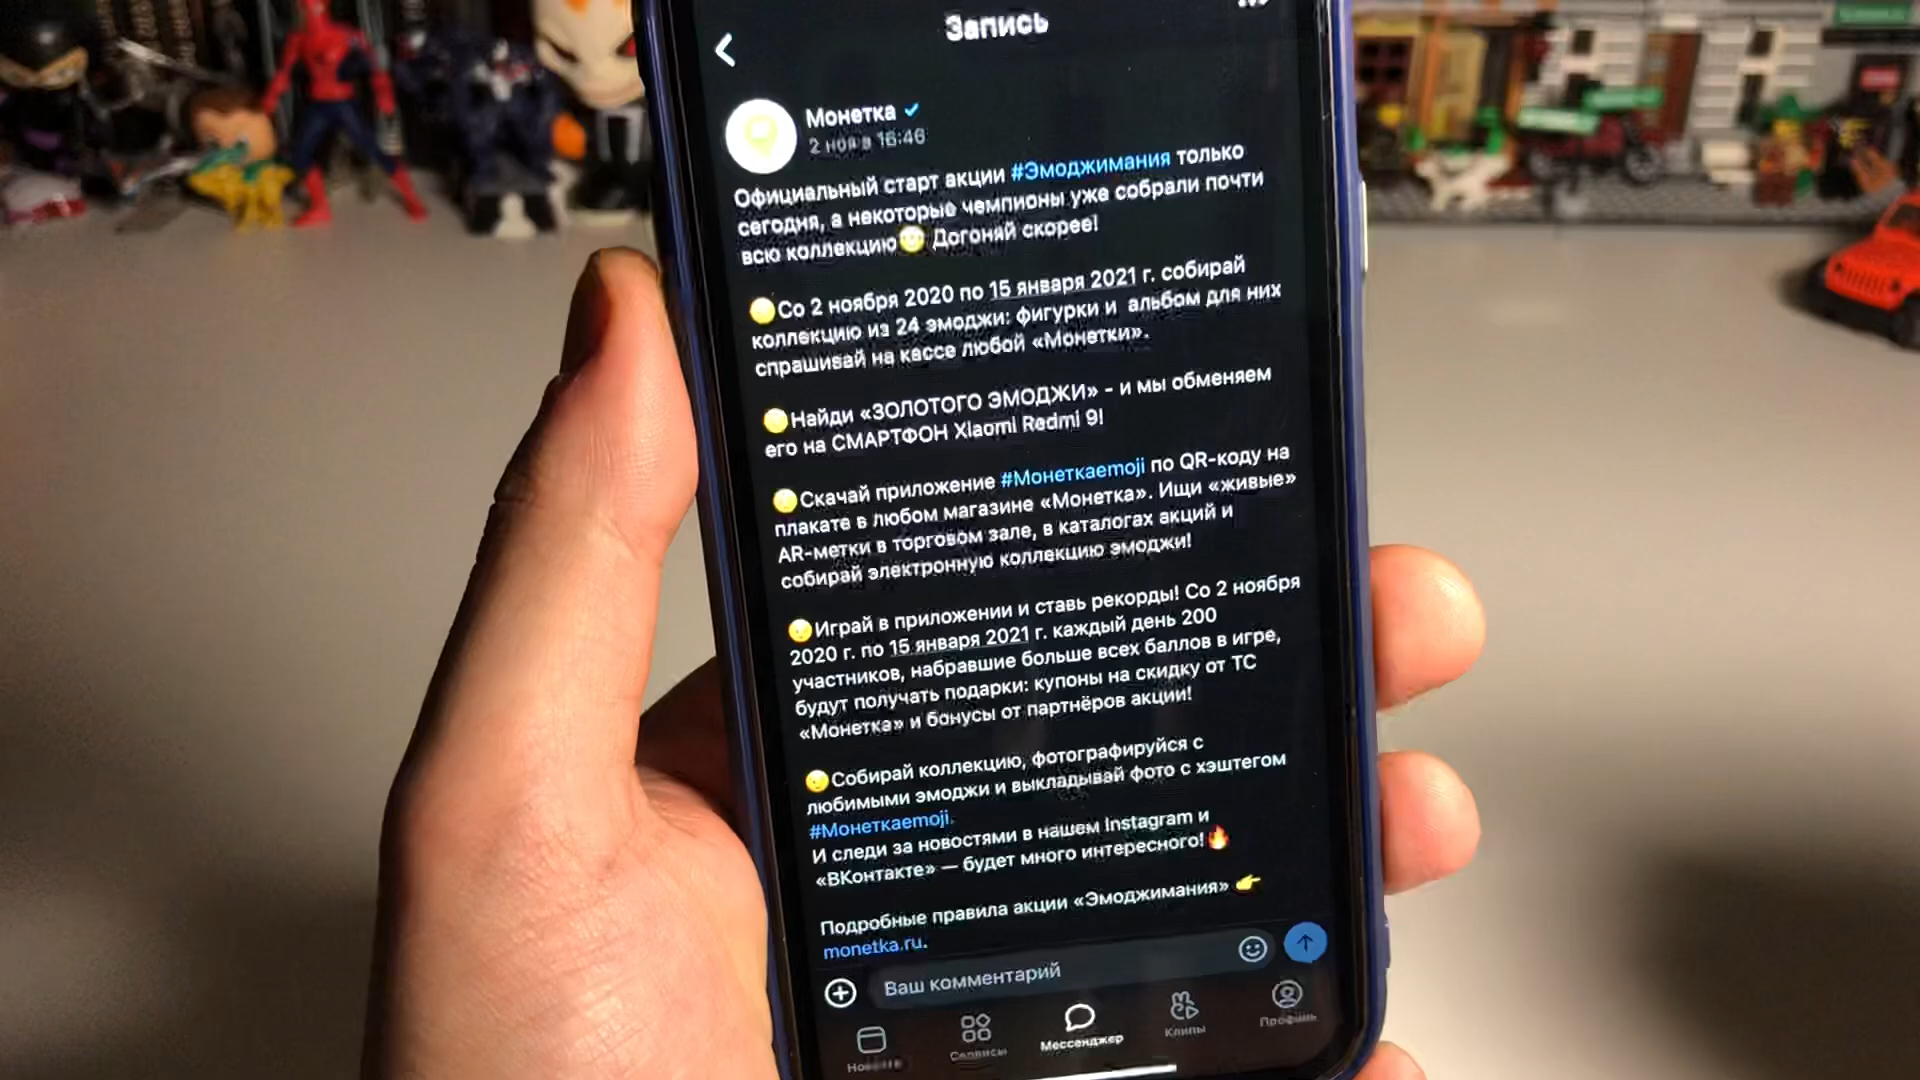 Запись
Монетка
2 ноя в 16:46
Официальный старт акции #Эмоджимания только
сегодня, а некоторые чемпионы уже собрали почти
всю коллекцию😊 Догоняй скорее!
Со 2 ноября 2020 по 15 января 2021 г. собирай
коллекцию из 24 эмоджи: фигурки и альбом для них
спрашивай на кассе любой «Монетки».
Найди «ЗОЛОТОГО ЭМОДЖИ» - и мы обменяем
его на СМАРТФОН Xiaomi Redmi 9!
Скачай приложение #Монеткаemoji по QR-коду на
плакате в любом магазине «Монетка». Ищи «живые»
AR-метки в торговом зале, в каталогах акций и
собирай электронную коллекцию эмоджи!
Играй в приложении и ставь рекорды! Со 2 ноября
2020 г. по 15 января 2021 г. каждый день 200
участников, набравшие больше всех баллов в игре,
будут получать подарки: купоны на скидку от ТС
«Монетка» и бонусы от партнёров акции!
😉Собирай коллекцию, фотографируйся с
любимыми эмоджи и выкладывай фото с хэштегом
#Монеткаemoji.
И следи за новостями в нашем Instagram и
«ВКонтакте» — будет много интересного!🔥
Подробные правила акции «Эмоджимания» 👉
monetka.ru.
Ваш комментарий
Сервисы
Мессенджер
Клипы
Профиль